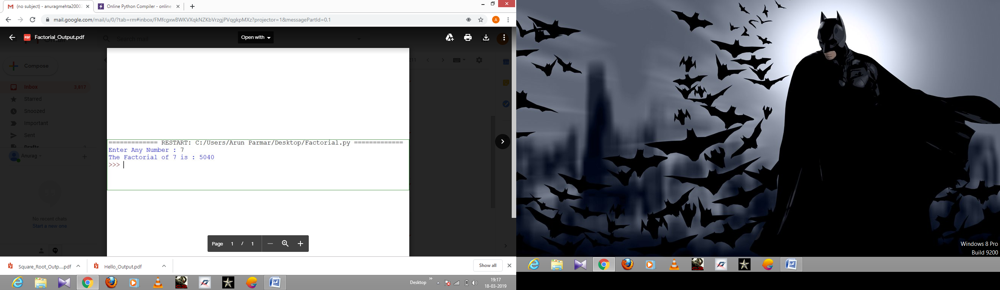 (no subject) - anuragmehta20002
Online Python Compiler - online
mail.google.com/mail/u/0/?tab=rm#inbox/FMfcgxwBWKVXqkNZKbVrzgjPVqgkpMXz?projector=1&messagePartId=0.1
A
PDF Factorial_Output.pdf
Search mail
Open with
Compose
Inbox 3,817
Starred
Snoozed
Important
Sent
Drafts 2
Anurag
No recent chats
Start a new one
============= RESTART: C:/Users/Arun Parmar/Desktop/Factorial.py =============
Enter Any Number : 7
The Factorial of 7 is : 5040
>>>
Page 1 / 1
Square_Root_Outp....pdf
Hello_Output.pdf
Show all
Desktop
19:17
18-03-2019
Windows 8 Pro
Build 9200